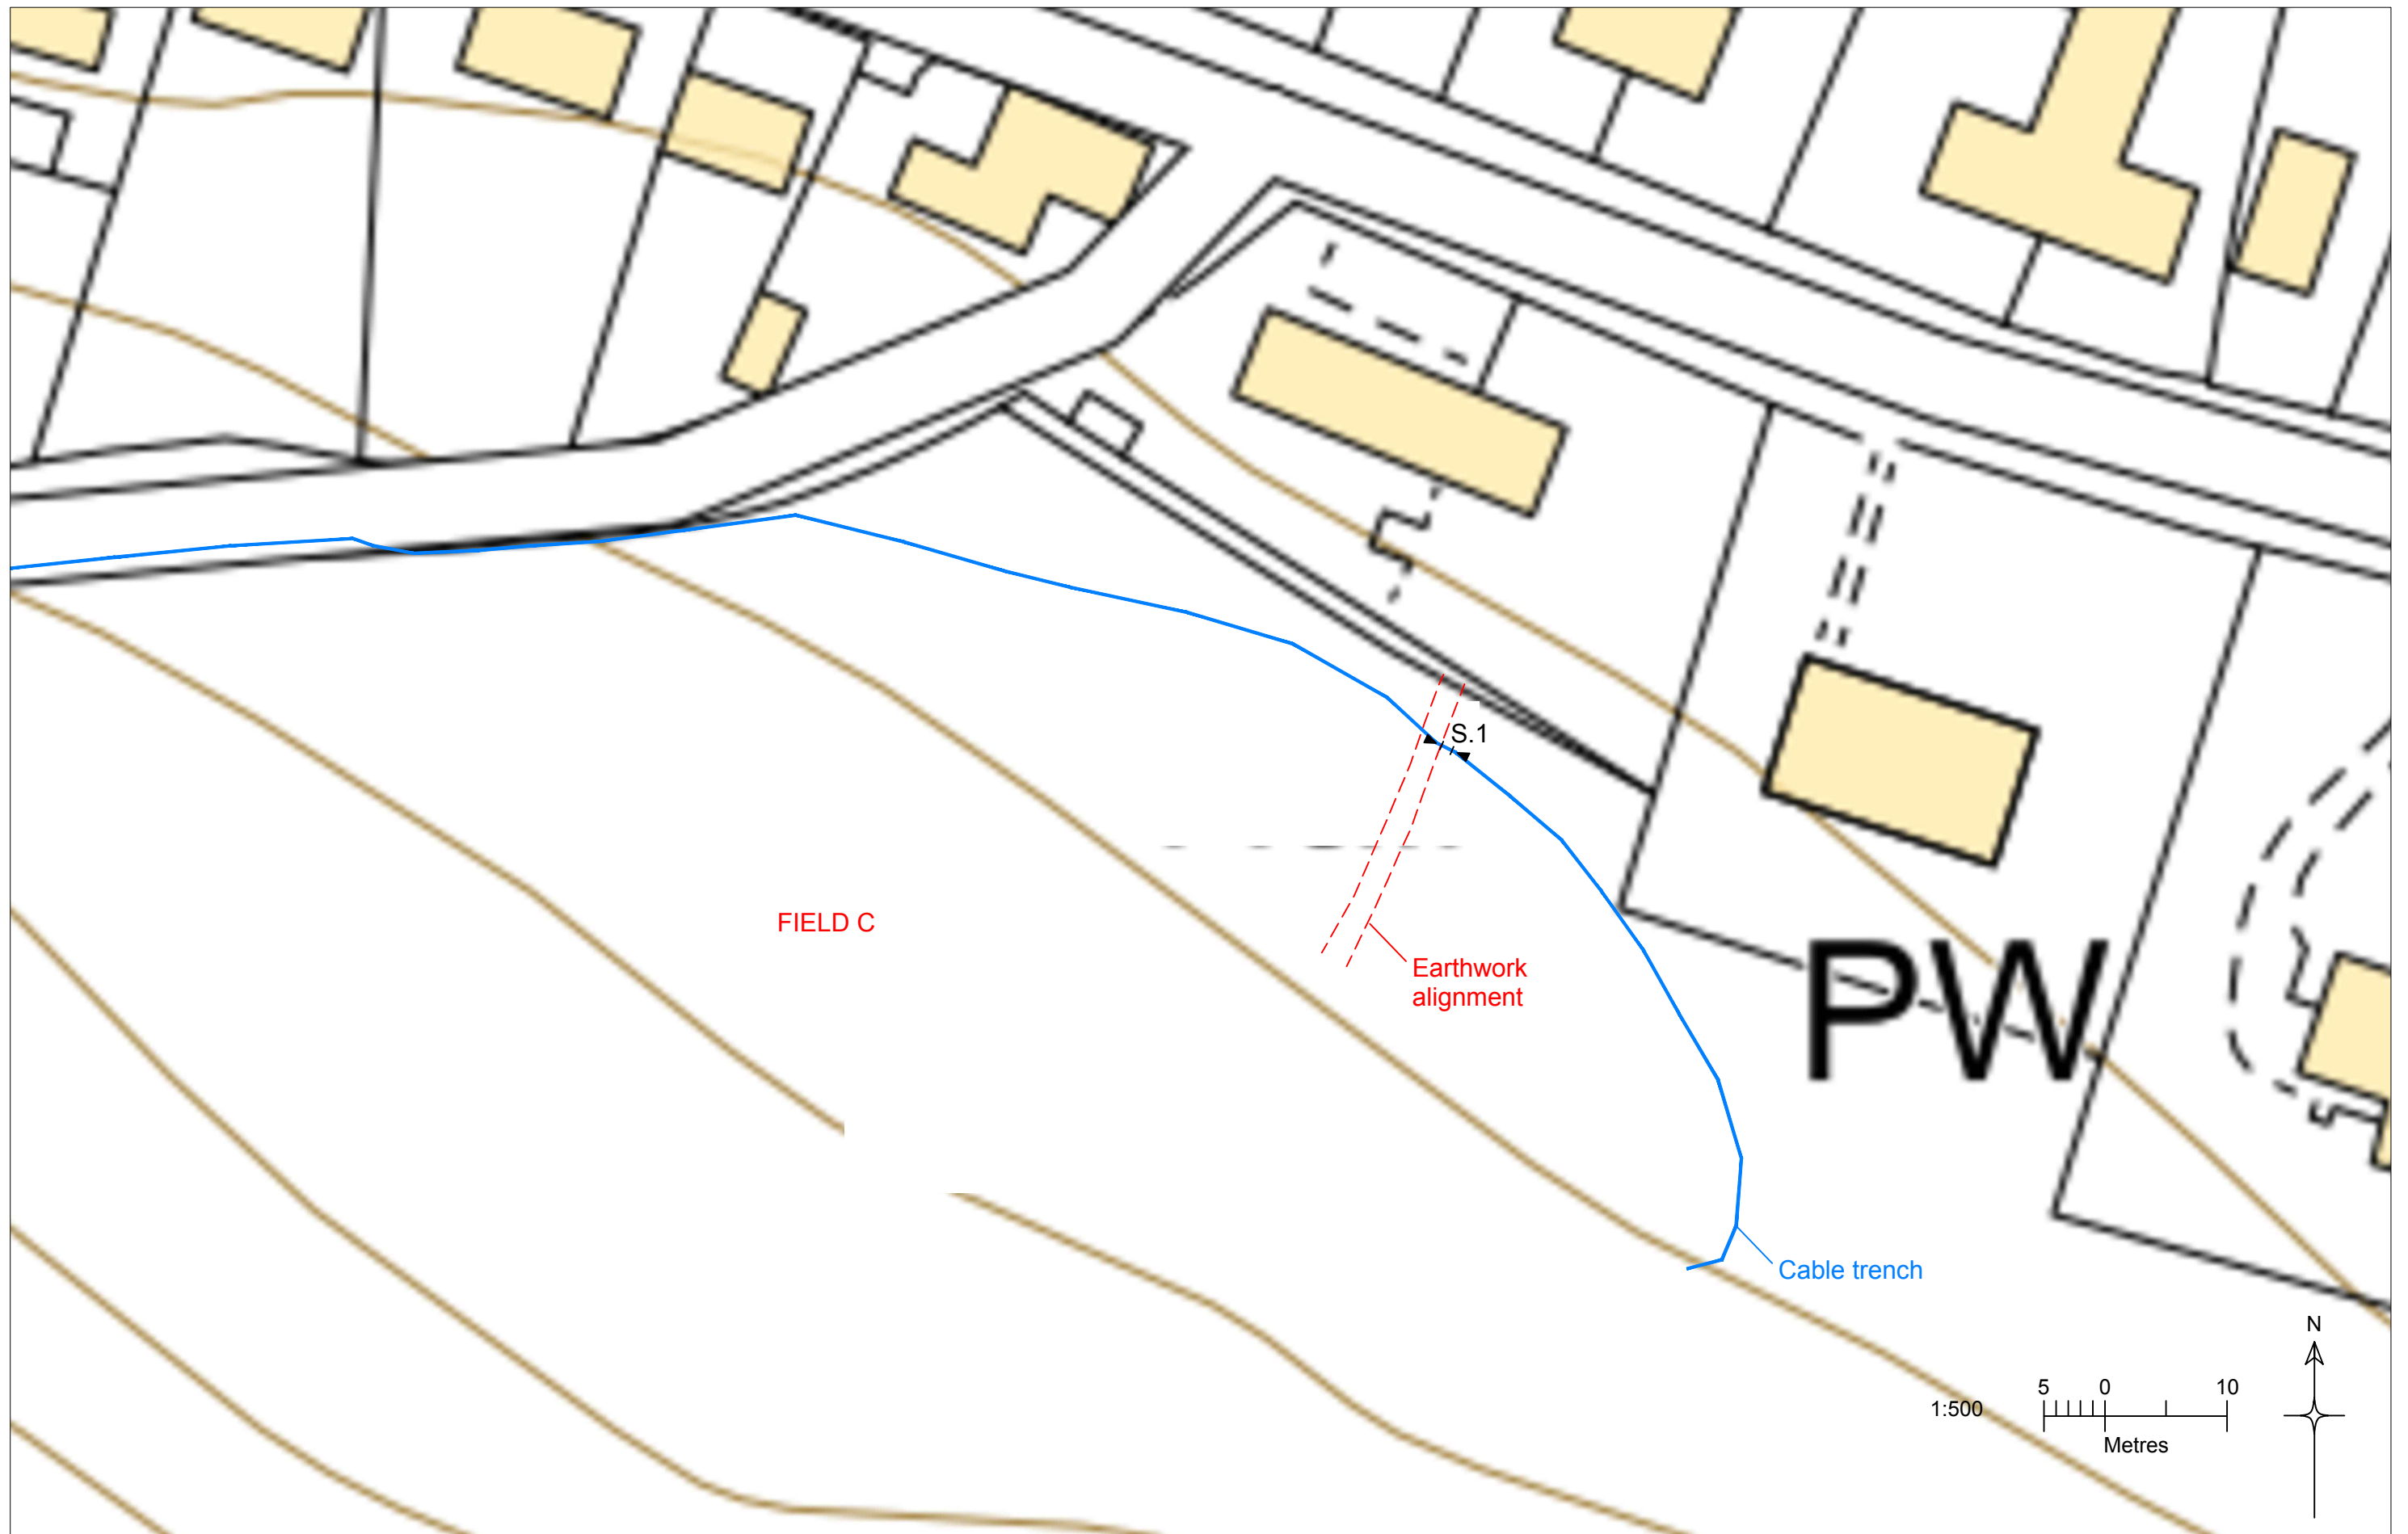 S.1
FIELD C
Earthwork
alignment
PW
Cable trench
N
5 0 10
1:500
Metres